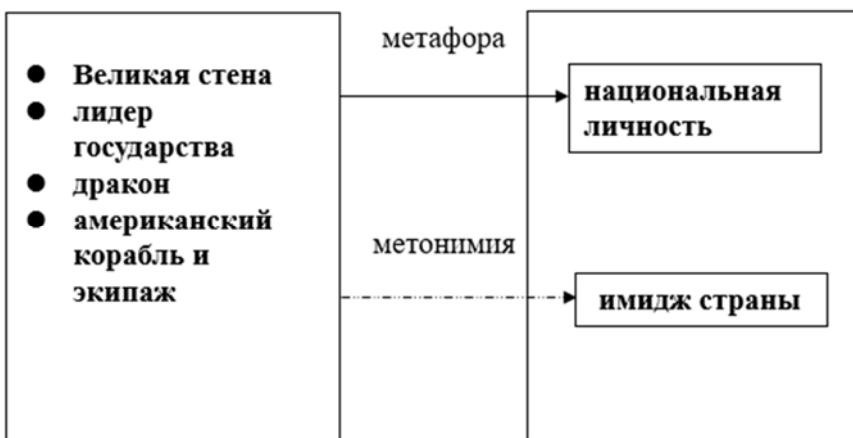 Великая стена
лидер
государства
дракон
американский
корабль и
экипаж
метафора
национальная
личность
метонимия
имидж страны